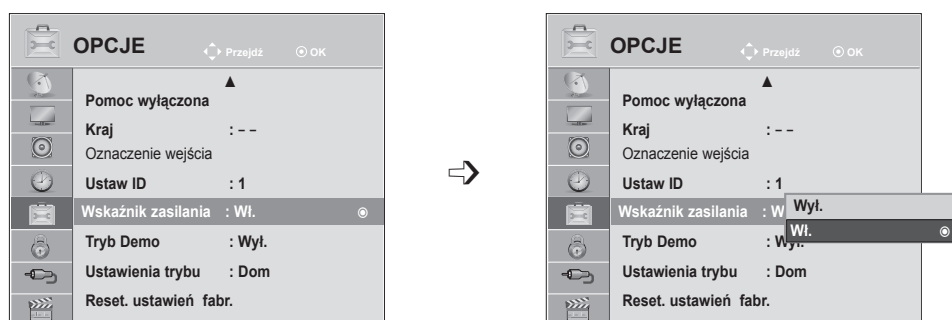 OPCJE Przejdź OK
Pomoc wyłączona
Kraj : – –
Oznaczenie wejścia
Ustaw ID : 1
Wskaźnik zasilania : Wł.
Tryb Demo : Wył.
Ustawienia trybu : Dom
Reset. ustawień fabr.
OPCJE Przejdź OK
Pomoc wyłączona
Kraj : – –
Oznaczenie wejścia
Ustaw ID : 1
Wskaźnik zasilania : W
Tryb Demo : Wył.
Ustawienia trybu : Dom
Reset. ustawień fabr.
Wył.
Wł.